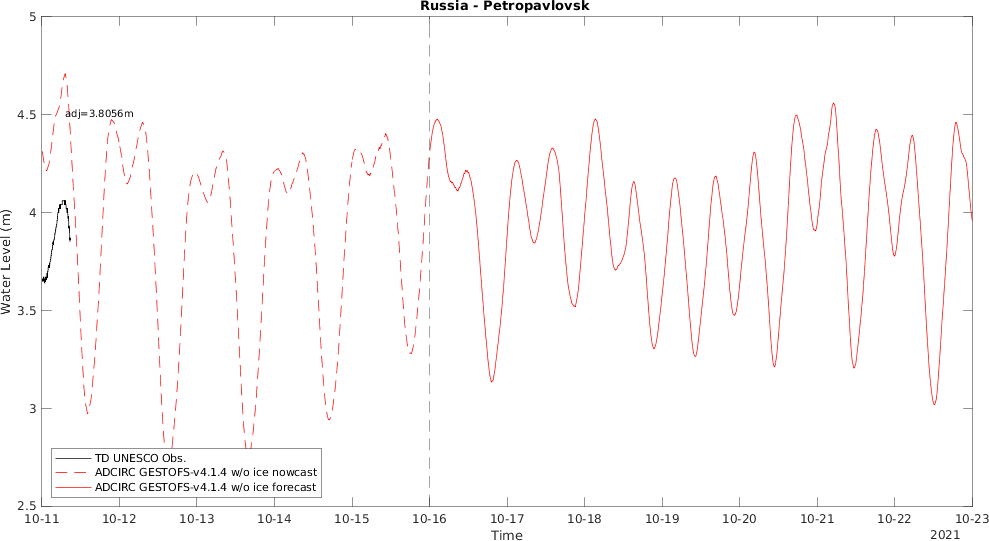 Russia - Petropavlovsk
5
4.5
4
3.5
3
2.5
Water Level (m)
adj=3.8056m
TD UNESCO Obs.
ADCIRC GESTOFS-v4.1.4 w/o ice nowcast
ADCIRC GESTOFS-v4.1.4 w/o ice forecast
10-11 10-12 10-13 10-14 10-15 10-16 10-17 10-18 10-19 10-20 10-21 10-22 10-23
Time
2021